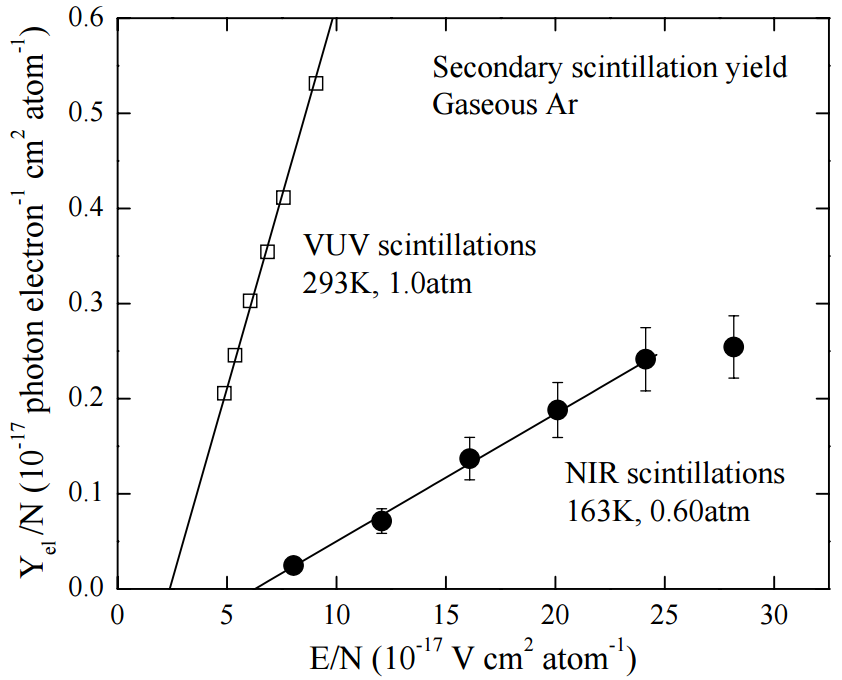 0.6
0.5
0.4
0.3
0.2
0.1
0.0
Y_el/N (10^-17 photon electron^-1 cm^2 atom^-1)
Secondary scintillation yield
Gaseous Ar
VUV scintillations
293K, 1.0atm
NIR scintillations
163K, 0.60atm
0 5 10 15 20 25 30
E/N (10^-17 V cm^2 atom^-1)